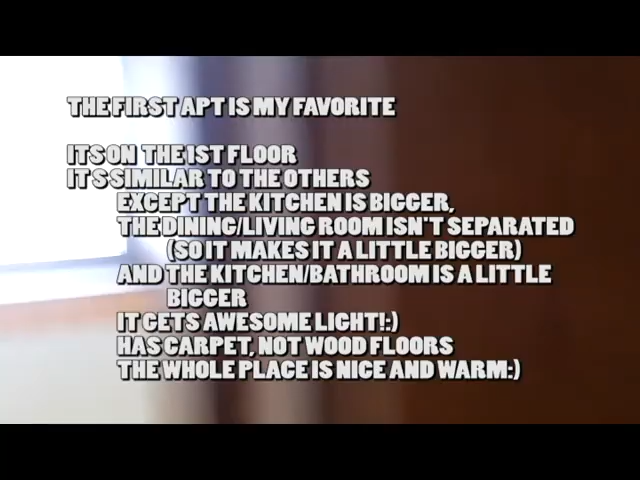 THE FIRST APT IS MY FAVORITE
ITS ON THE 1ST FLOOR
IT'S SIMILAR TO THE OTHERS
EXCEPT THE KITCHEN IS BIGGER,
THE DINING/LIVING ROOM ISN'T SEPARATED
(SO IT MAKES IT A LITTLE BIGGER)
AND THE KITCHEN/BATHROOM IS A LITTLE
BIGGER
IT GETS AWESOME LIGHT!:)
HAS CARPET, NOT WOOD FLOORS
THE WHOLE PLACE IS NICE AND WARM:)